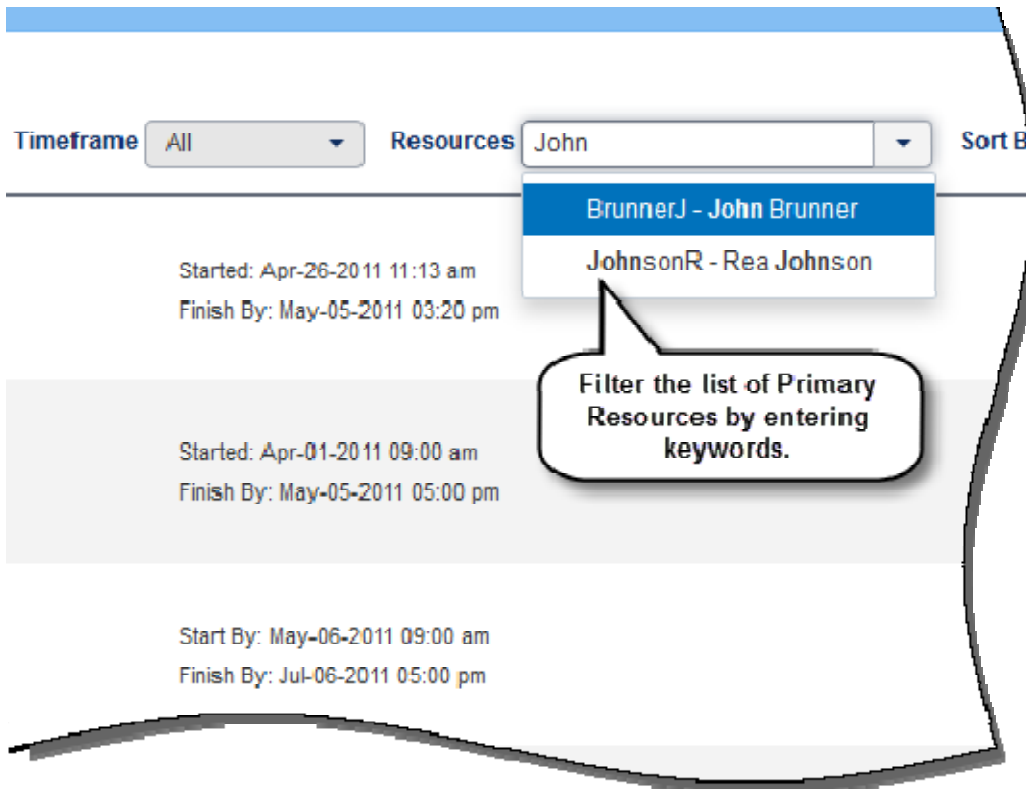 Timeframe All Resources John Sort B
BrunnerJ - John Brunner
JohnsonR - Rea Johnson
Started: Apr-26-2011 11:13 am
Finish By: May-05-2011 03:20 pm
Filter the list of Primary
Resources by entering
keywords.
Started: Apr-01-2011 09:00 am
Finish By: May-05-2011 05:00 pm
Start By: May-06-2011 09:00 am
Finish By: Jul-06-2011 05:00 pm